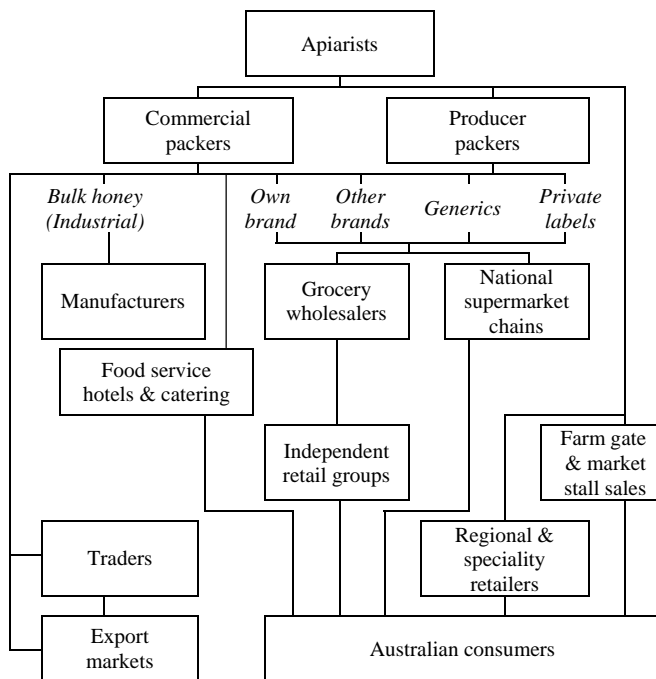 Apiarists
Commercial
packers
Producer
packers
Bulk honey
(Industrial)
Own
brand
Other
brands
Generics
Private
labels
Manufacturers
Grocery
wholesalers
National
supermarket
chains
Food service
hotels & catering
Independent
retail groups
Farm gate
& market
stall sales
Traders
Regional &
speciality
retailers
Export
markets
Australian consumers